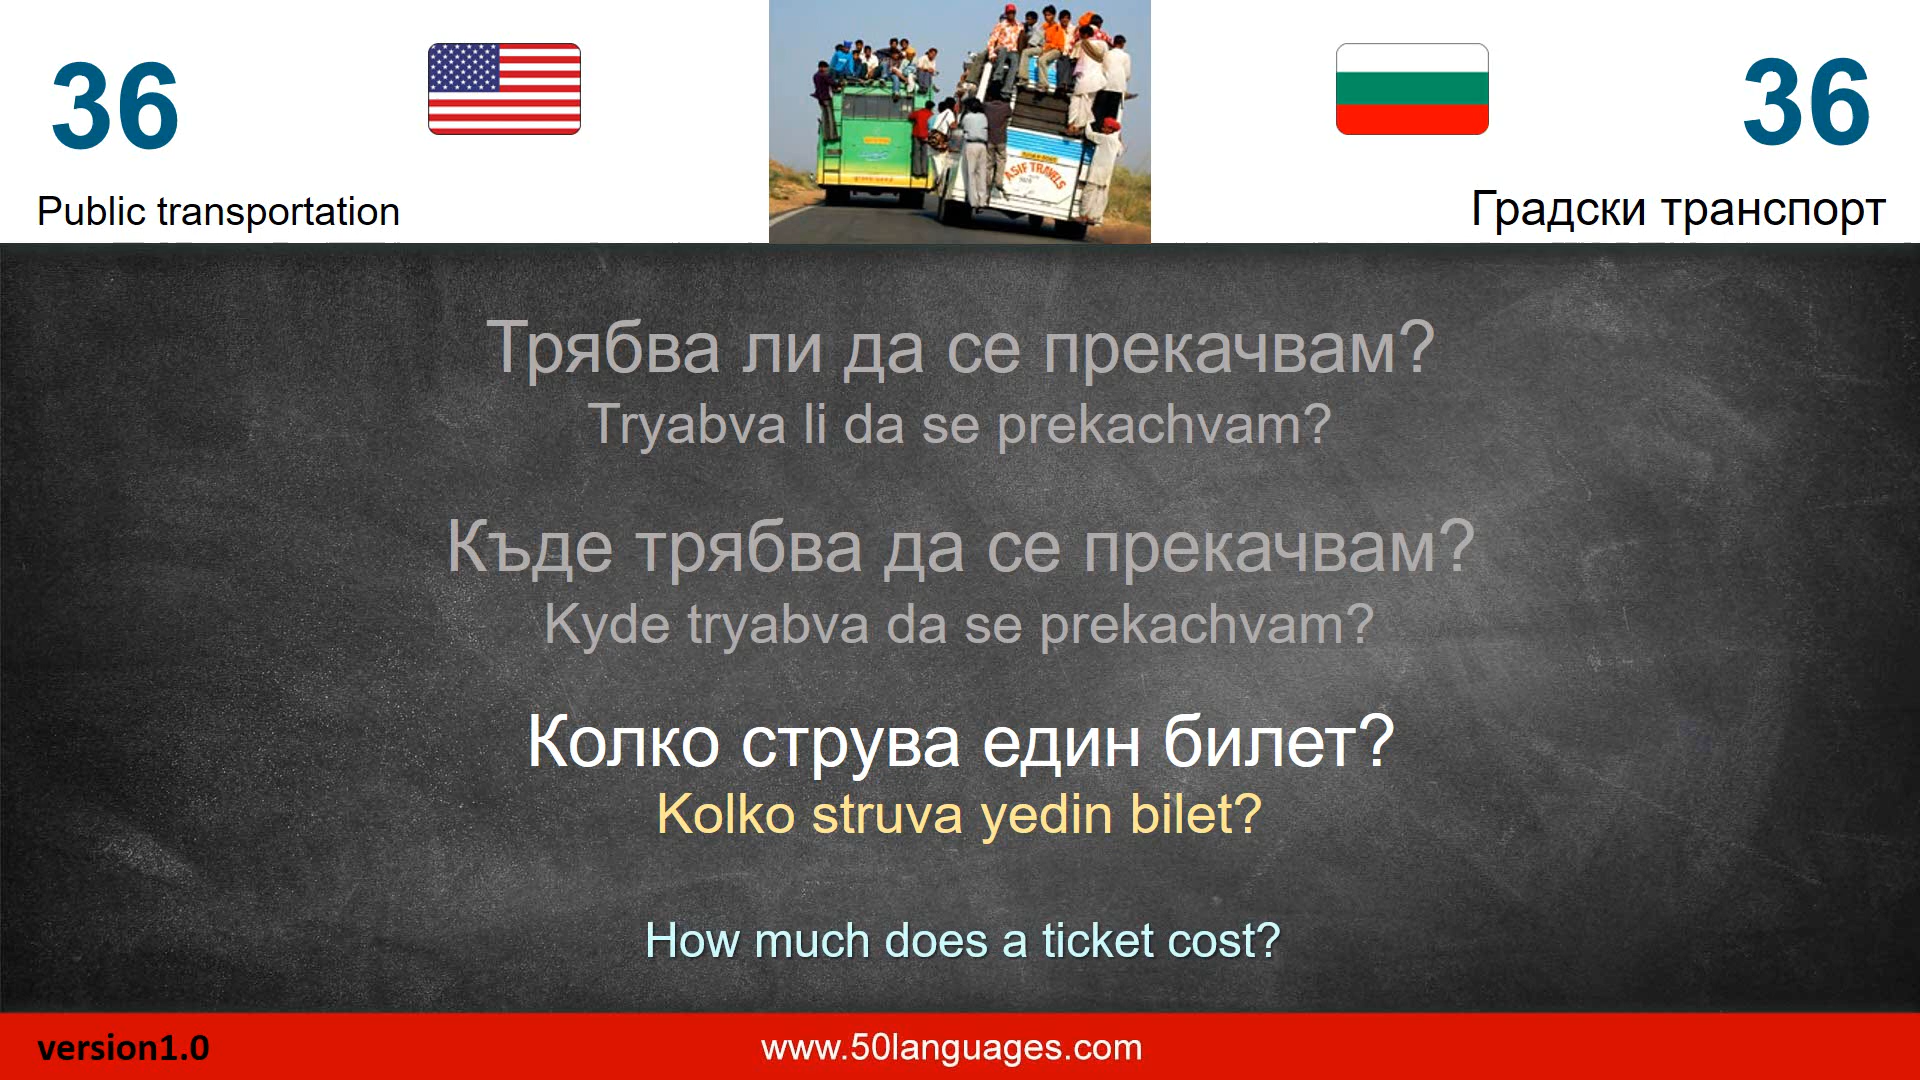 36
36
Public transportation
Градски транспорт
ASIF TRAVELS
Трябва ли да се прекачвам?
Tryabva li da se prekachvam?
Къде трябва да се прекачвам?
Kyde tryabva da se prekachvam?
Колко струва един билет?
Kolko struva yedin bilet?
How much does a ticket cost?
version1.0
www.50languages.com